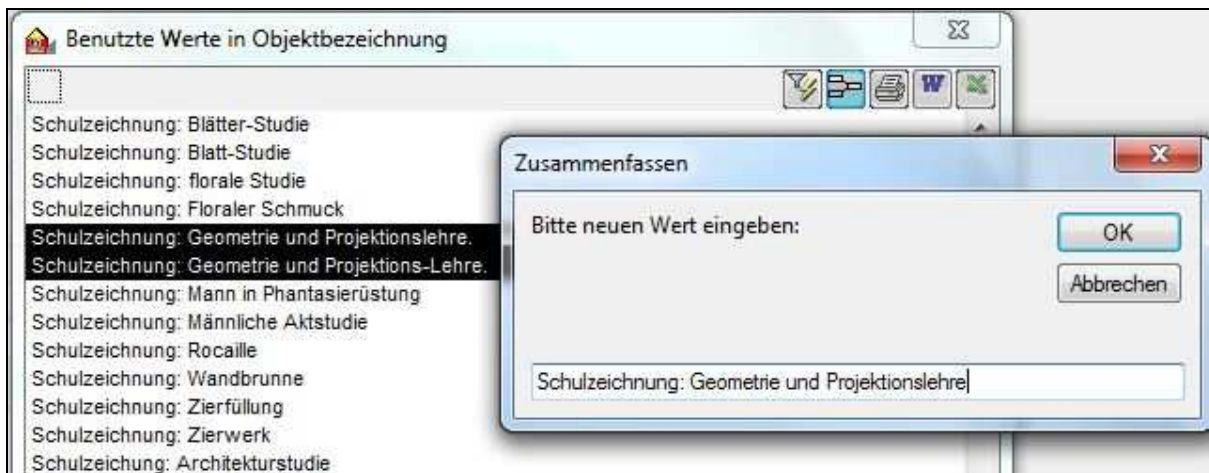 Benutzte Werte in Objektbezeichnung
Schulzeichnung: Blätter-Studie
Schulzeichnung: Blatt-Studie
Schulzeichnung: florale Studie
Schulzeichnung: Floraler Schmuck
Schulzeichnung: Geometrie und Projektionslehre.
Schulzeichnung: Geometrie und Projektions-Lehre.
Schulzeichnung: Mann in Phantasierüstung
Schulzeichnung: Männliche Aktstudie
Schulzeichnung: Rocaille
Schulzeichnung: Wandbrunne
Schulzeichnung: Zierfüllung
Schulzeichnung: Zierwerk
Schulzeichung: Architekturstudie
Zusammenfassen
Bitte neuen Wert eingeben:
OK
Abbrechen
Schulzeichnung: Geometrie und Projektionslehre